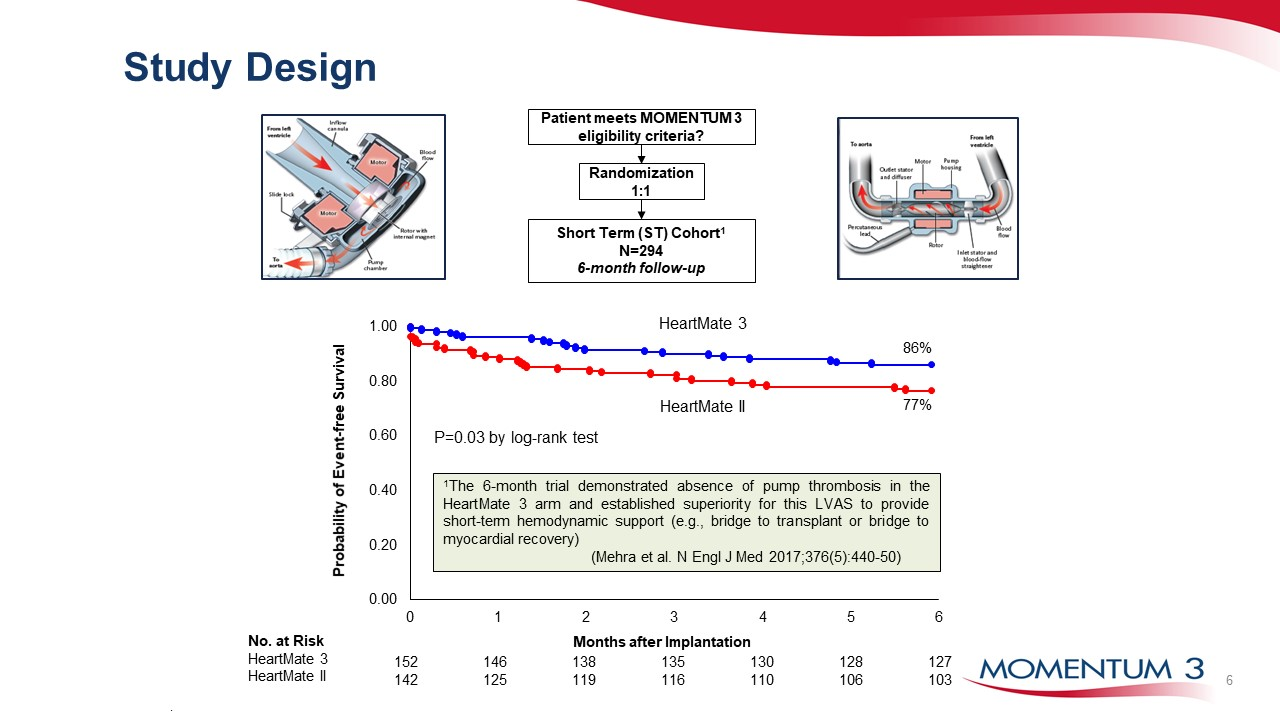 Study Design
From left
ventricle
Inflow
cannula
Blood
flow
Motor
Slide lock
Motor
Rotor with
internal magnet
To
aorta
Pump
chamber
Patient meets MOMENTUM 3
eligibility criteria?
Randomization
1:1
Short Term (ST) Cohort¹
N=294
6-month follow-up
To aorta
From left
ventricle
Motor
Pump
housing
Outlet stator
and diffuser
Percutaneous
lead
Rotor
Blood
flow
Inlet stator and
blood-flow
straightener
Probability of Event-free Survival
1.00
0.80
0.60
0.40
0.20
0.00
HeartMate 3
86%
HeartMate II
77%
P=0.03 by log-rank test
¹The 6-month trial demonstrated absence of pump thrombosis in the
HeartMate 3 arm and established superiority for this LVAS to provide
short-term hemodynamic support (e.g., bridge to transplant or bridge to
myocardial recovery)
(Mehra et al. N Engl J Med 2017;376(5):440-50)
0 1 2 3 4 5 6
No. at Risk
Months after Implantation
HeartMate 3 152 146 138 135 130 128 127
HeartMate II 142 125 119 116 110 106 103
MOMENTUM 3
6